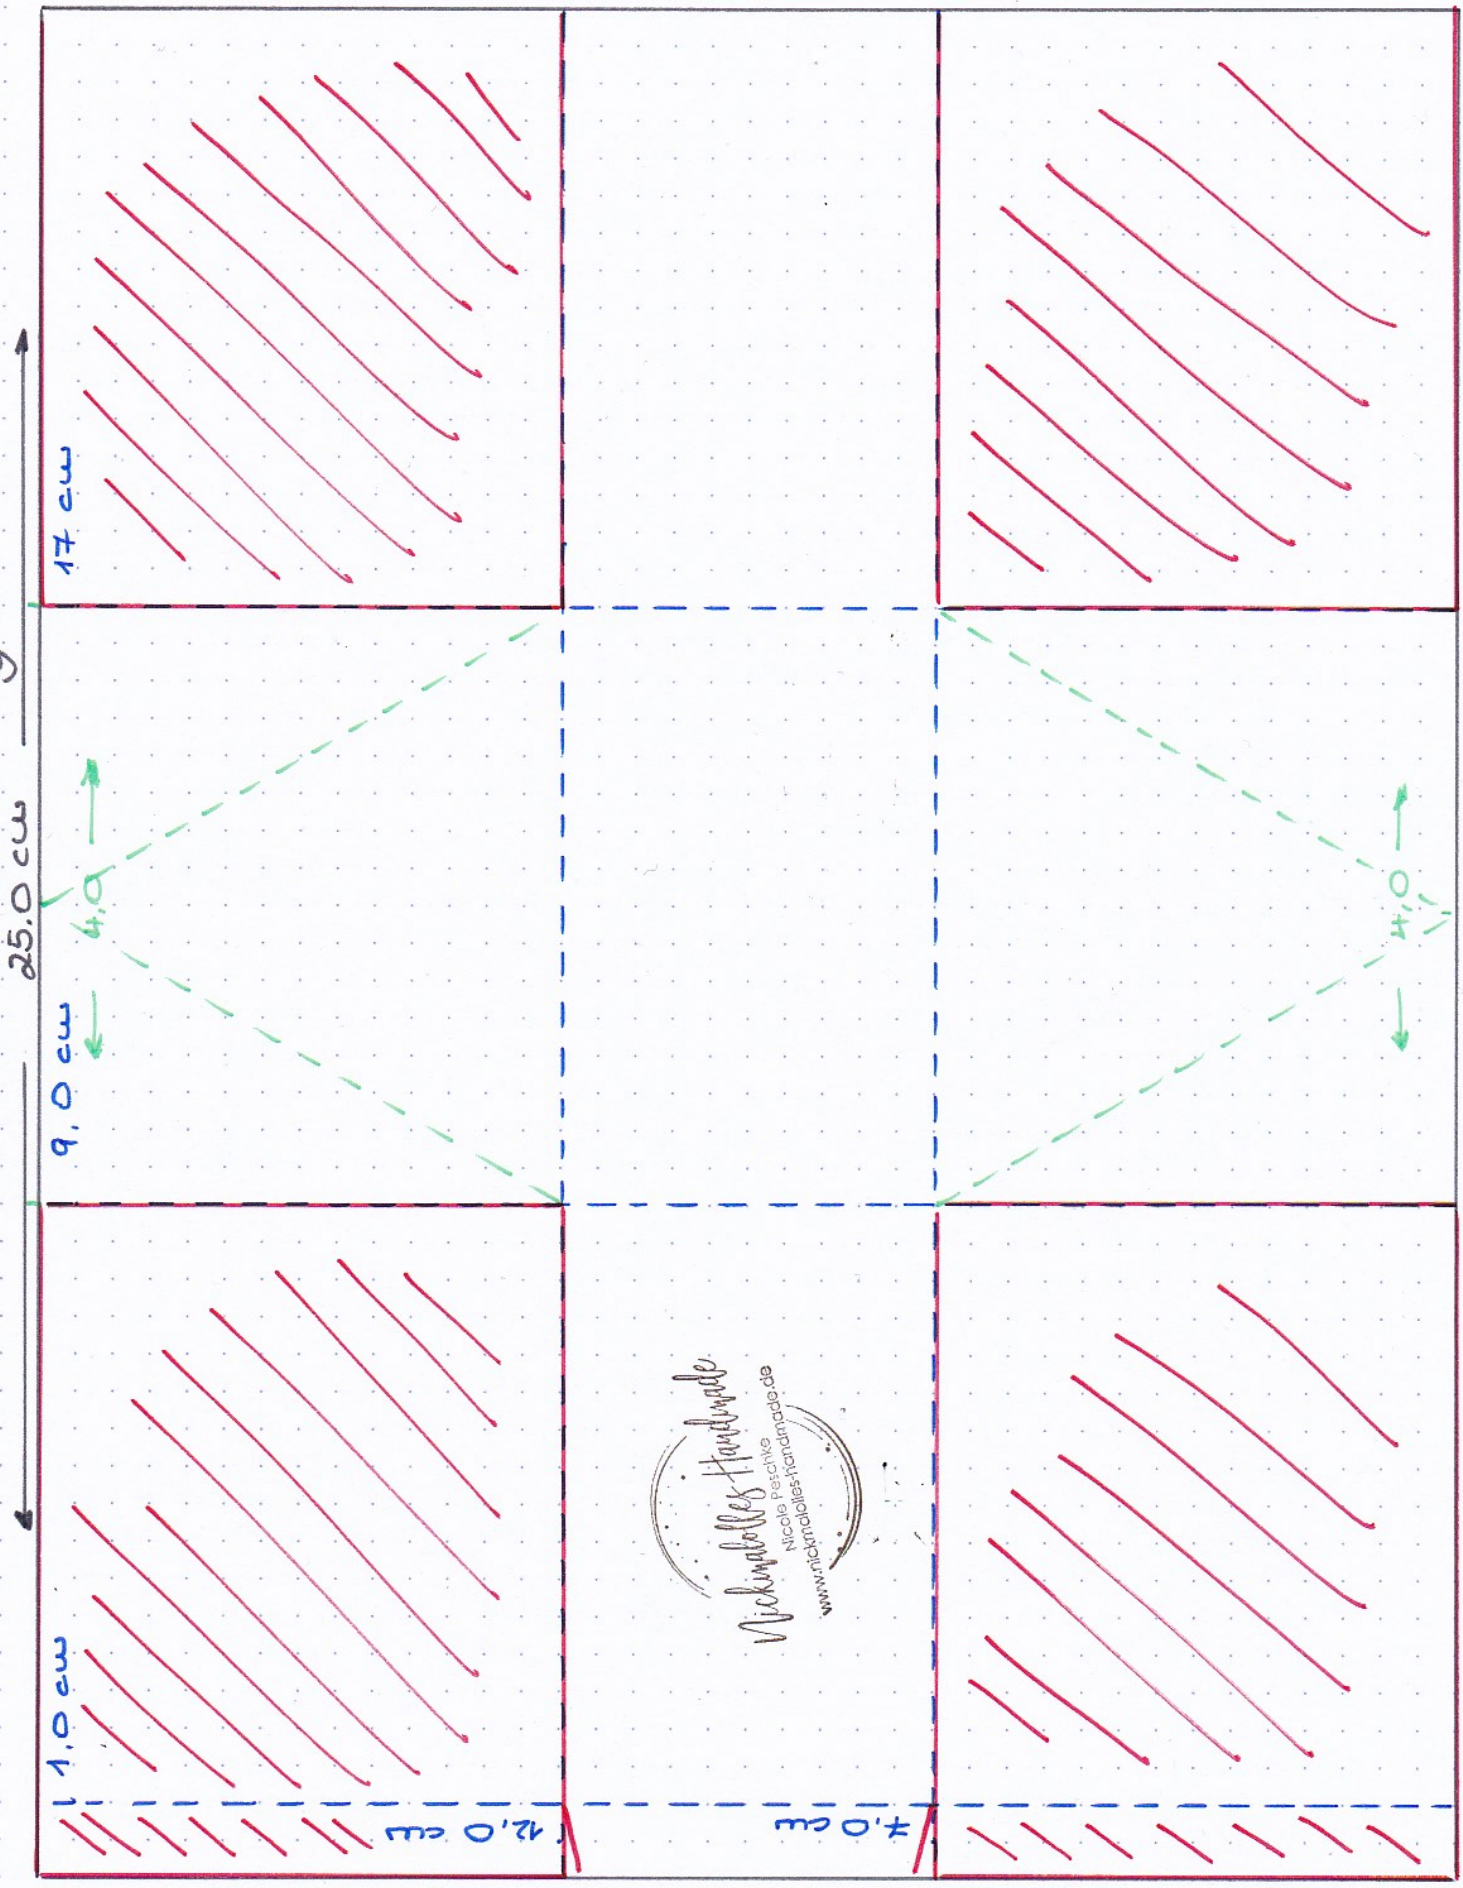 25.0 cm
17 cm
9,0 cm
1,0 cm
4,0
4,0
12,0 cm
7,0 cm
Nickmalolles Handmade
Nicole Peschke
www.nickmalolles-handmade.de